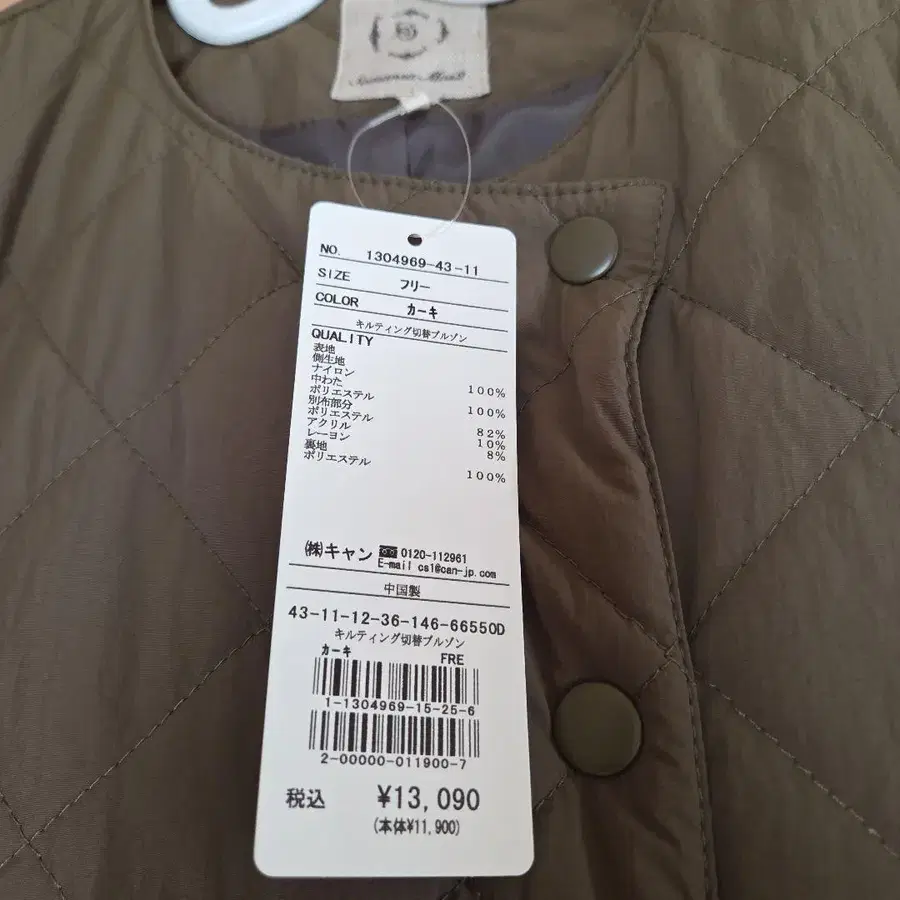 Samansa Mos2
NO. 1304969-43-11
SIZE フリー
COLOR カーキ
キルティング切替ブルゾン
QUALITY
表地
側生地
ナイロン 100%
中わた
ポリエステル 100%
別布部分
ポリエステル 82%
アクリル 10%
レーヨン 8%
裏地
ポリエステル 100%
㈱キャン 0120-112961
E-mail cs1@can-jp.com
中国製
43-11-12-36-146-66550D
キルティング切替ブルゾン
カーキ FRE
1-1304969-15-25-6
2-00000-011900-7
税込 ¥13,090
(本体¥11,900)